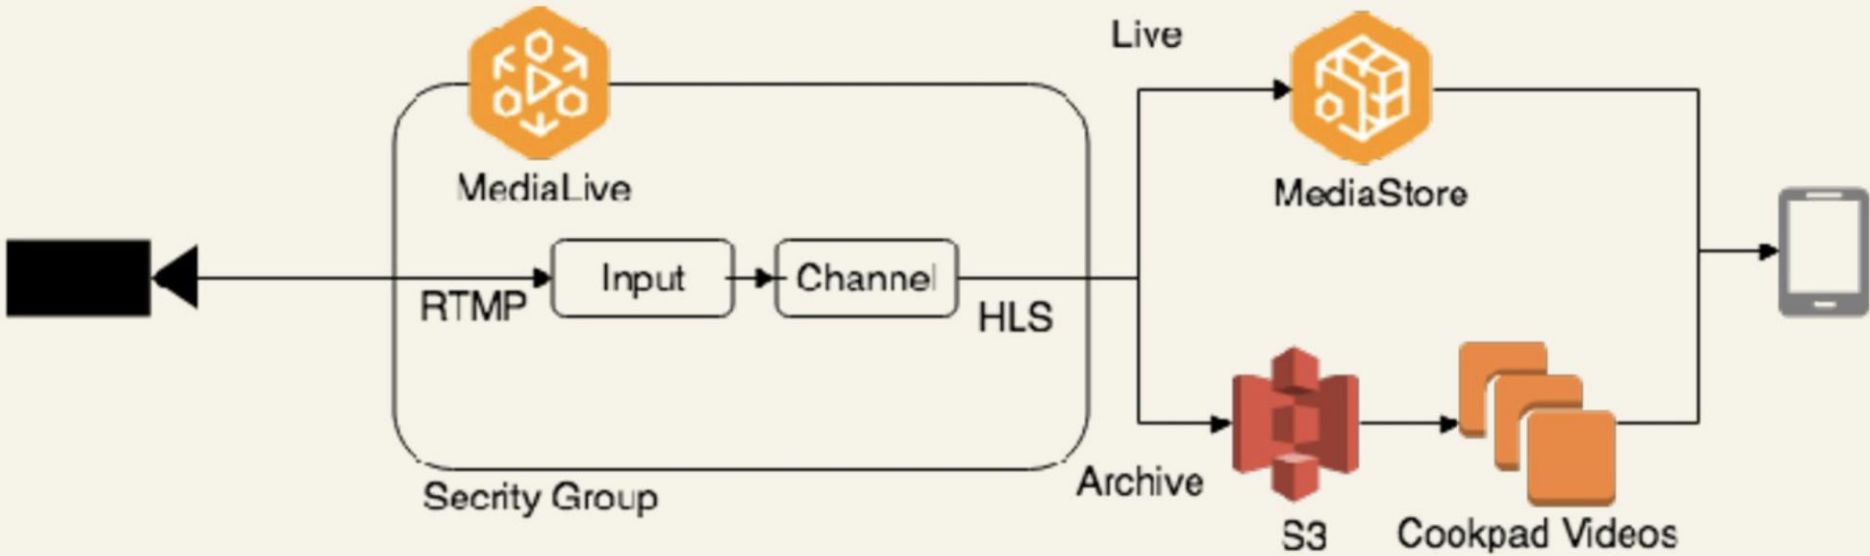 Live
MediaLive
MediaStore
Input
Channel
RTMP
HLS
Archive
Secrity Group
S3
Cookpad Videos